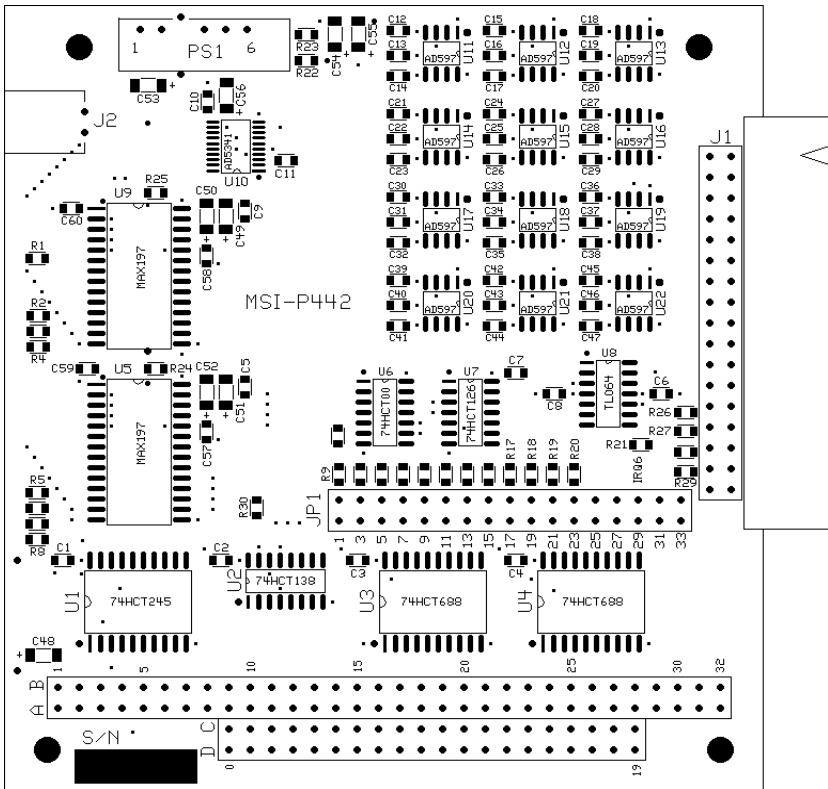 1 PS1 6
R23
R22
C54
C55
C53
C10
C56
J2
AD5341
U10
C11
C12 C15 C18
C13 C16 C19
AD597 U11 AD597 U12 AD597 U13
C14 C17 C20
C21 C24 C27
C22 C25 C28
AD597 U14 AD597 U15 AD597 U16
C23 C26 C29
C30 C33 C36
C31 C34 C37
AD597 U17 AD597 U18 AD597 U19
C32 C35 C38
C39 C42 C45
C40 C43 C46
AD597 U20 AD597 U21 AD597 U22
C41 C44 C47
J1
U9
R25
C50
C60
C9
C49
C58
R1
MAX197
MSI-P442
R2
R4
C59
U5
R24
C52
C5
C51
C57
MAX197
U6 U7 C7 U8
74HCT00 74HCT126 C8 TL064 C6
R26
R27
R21
IRQ6
R29
R5
R8
R30
R9 R17 R18 R19 R20
JP1
1 3 5 7 9 11 13 15 17 19 21 23 25 27 29 31 33
C1 C2 C3 C4
U1 74HCT245
U2 74HCT138
U3 74HCT688
U4 74HCT688
C48
1 5 10 15 20 25 30 32
B
A
C
D
0 19
S/N